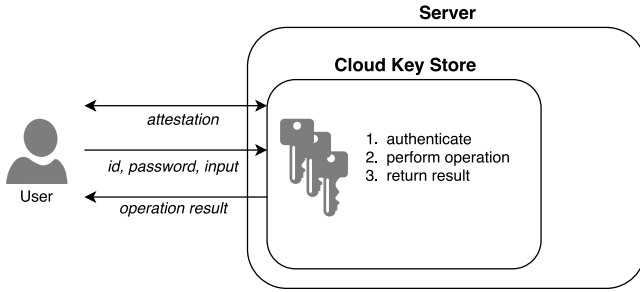 Server
Cloud Key Store
attestation
id, password, input
operation result
User
1. authenticate
2. perform operation
3. return result